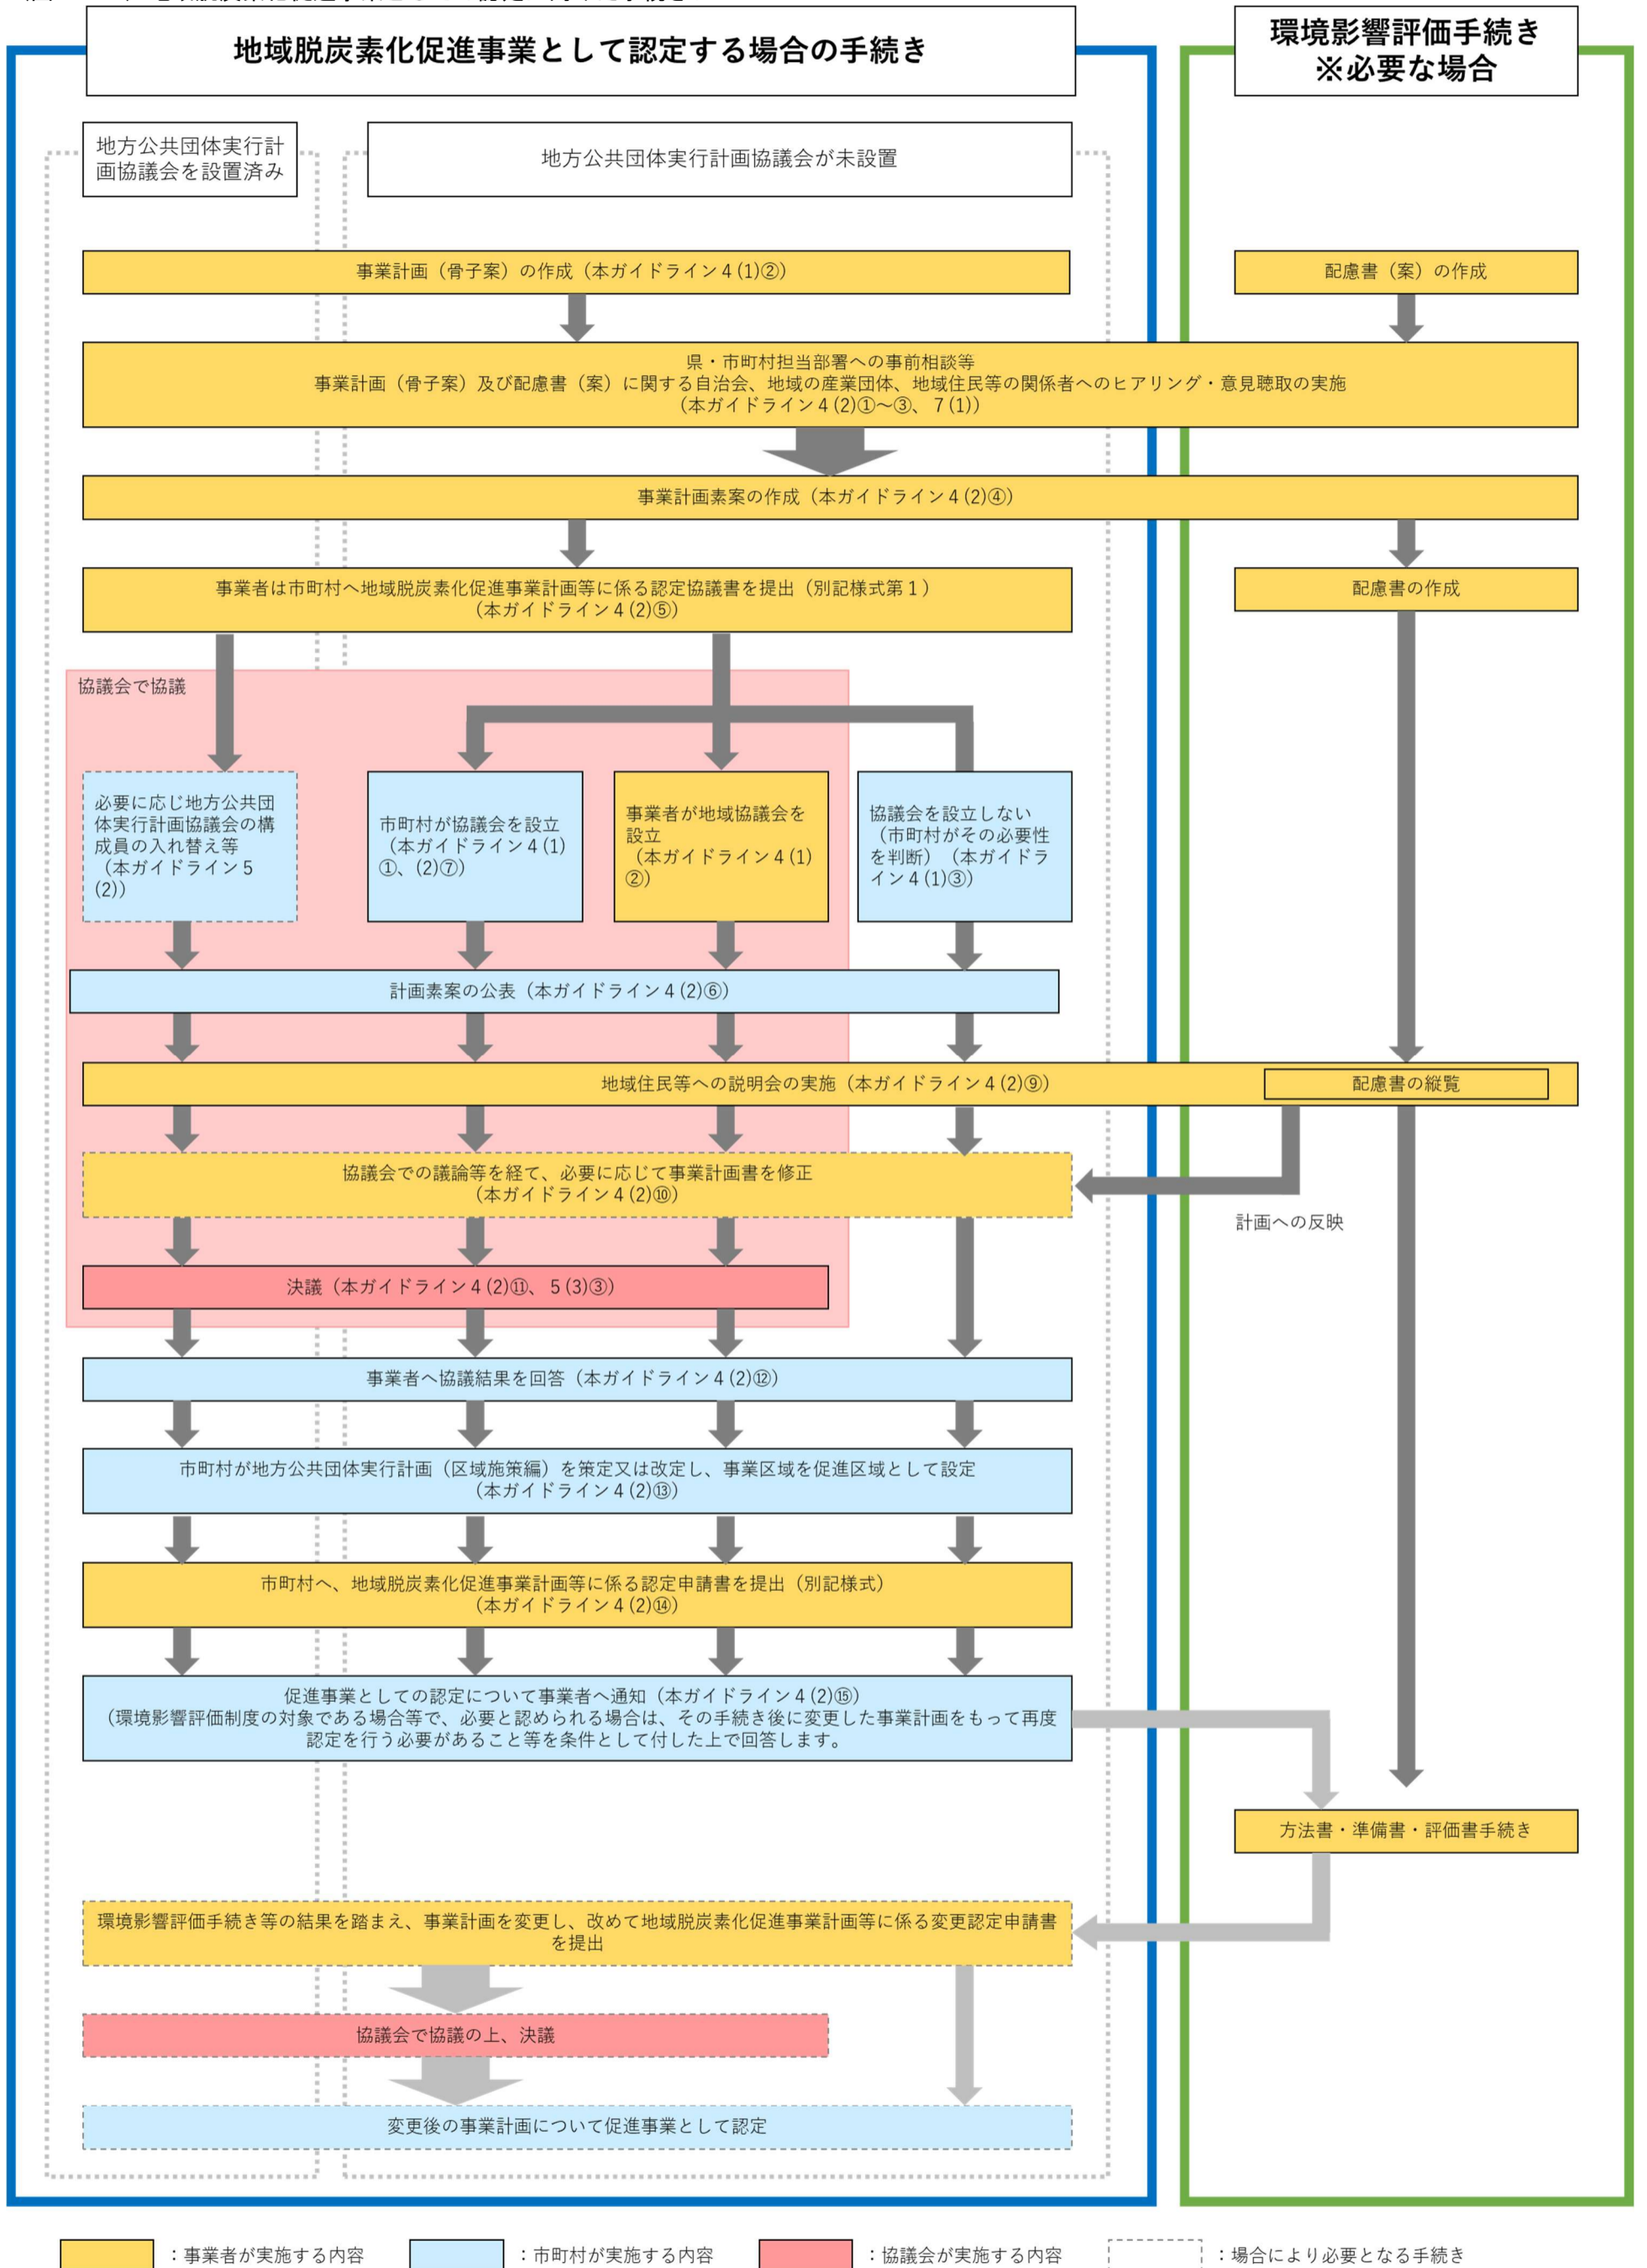 地域脱炭素化促進事業として認定する場合の手続き
環境影響評価手続き
※必要な場合
地方公共団体実行計
画協議会を設置済み
地方公共団体実行計画協議会が未設置
事業計画（骨子案）の作成（本ガイドライン４(1)②）
配慮書（案）の作成
県・市町村担当部署への事前相談等
事業計画（骨子案）及び配慮書（案）に関する自治会、地域の産業団体、地域住民等の関係者へのヒアリング・意見聴取の実施
（本ガイドライン４(2)①～③、７(1)）
事業計画素案の作成（本ガイドライン４(2)④）
事業者は市町村へ地域脱炭素化促進事業計画等に係る認定協議書を提出（別記様式第１）
（本ガイドライン４(2)⑤）
配慮書の作成
協議会で協議
必要に応じ地方公共団
体実行計画協議会の構
成員の入れ替え等
（本ガイドライン５
(2)）
市町村が協議会を設立
（本ガイドライン４(1)
①、(2)⑦）
事業者が地域協議会を
設立
（本ガイドライン４(1)
②）
協議会を設立しない
（市町村がその必要性
を判断）（本ガイドラ
イン４(1)③）
計画素案の公表（本ガイドライン４(2)⑥）
地域住民等への説明会の実施（本ガイドライン４(2)⑨）
配慮書の縦覧
協議会での議論等を経て、必要に応じて事業計画書を修正
（本ガイドライン４(2)⑩）
計画への反映
決議（本ガイドライン４(2)⑪、５(3)③）
事業者へ協議結果を回答（本ガイドライン４(2)⑫）
市町村が地方公共団体実行計画（区域施策編）を策定又は改定し、事業区域を促進区域として設定
（本ガイドライン４(2)⑬）
市町村へ、地域脱炭素化促進事業計画等に係る認定申請書を提出（別記様式）
（本ガイドライン４(2)⑭）
促進事業としての認定について事業者へ通知（本ガイドライン４(2)⑮）
（環境影響評価制度の対象である場合等で、必要と認められる場合は、その手続き後に変更した事業計画をもって再度
認定を行う必要があること等を条件として付した上で回答します。
方法書・準備書・評価書手続き
環境影響評価手続き等の結果を踏まえ、事業計画を変更し、改めて地域脱炭素化促進事業計画等に係る変更認定申請書
を提出
協議会で協議の上、決議
変更後の事業計画について促進事業として認定
：事業者が実施する内容
：市町村が実施する内容
：協議会が実施する内容
：場合により必要となる手続き